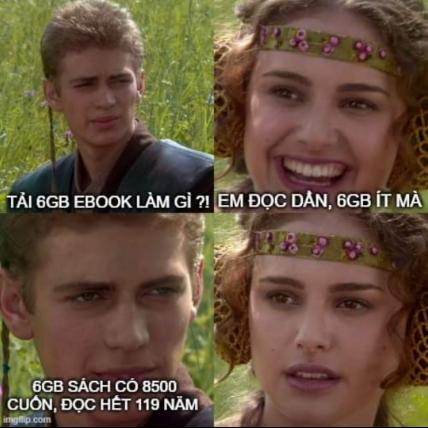 TẢI 6GB EBOOK LÀM GÌ ?!
EM ĐỌC DẦN, 6GB ÍT MÀ
6GB SÁCH CÓ 8500
CUỐN, ĐỌC HẾT 119 NĂM
imgflip.com